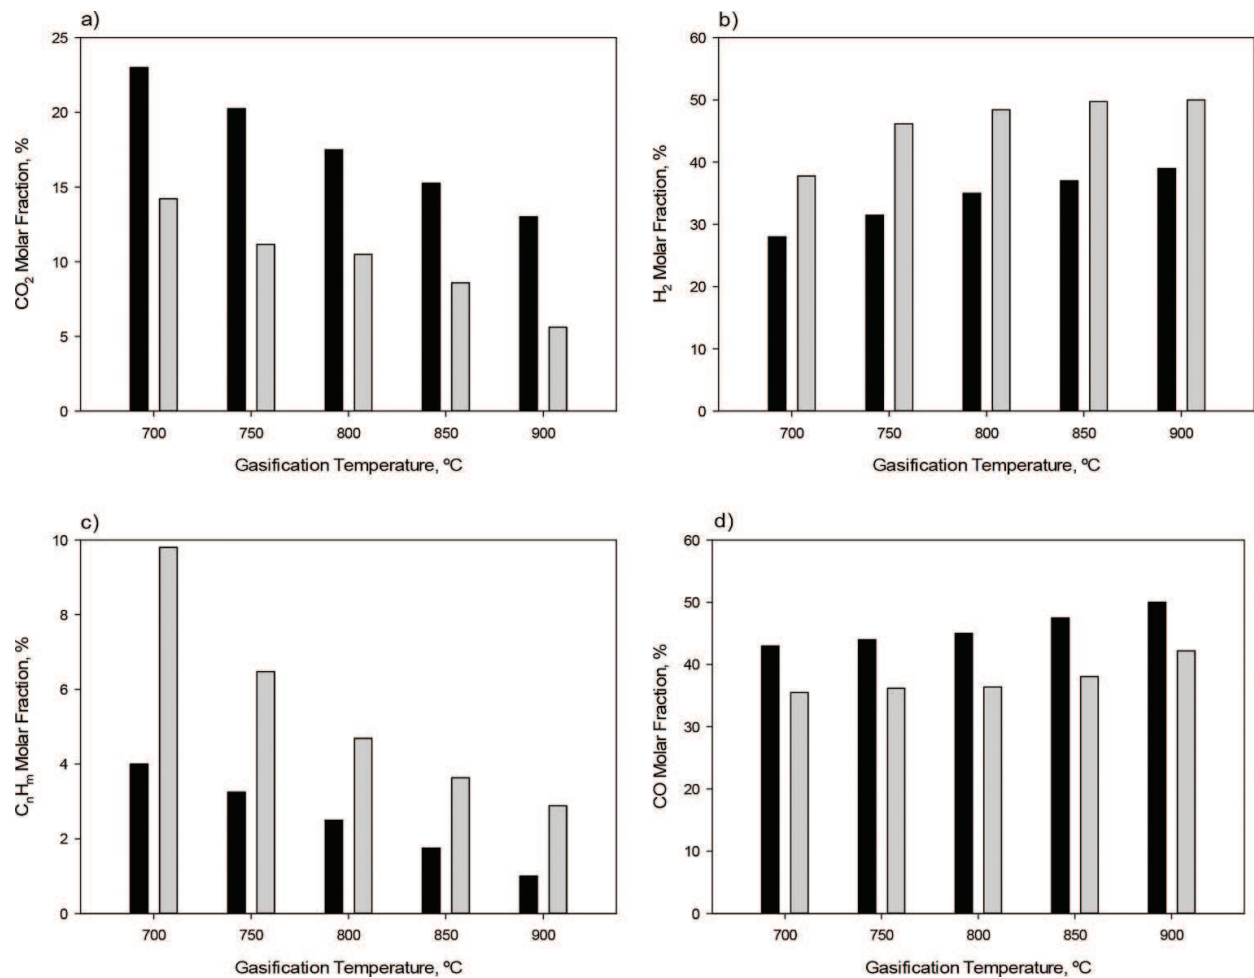 a)
25
20
15
10
5
0
CO2 Molar Fraction, %
700 750 800 850 900
Gasification Temperature, ºC
b)
60
50
40
30
20
10
0
H2 Molar Fraction, %
700 750 800 850 900
Gasification Temperature, ºC
c)
10
8
6
4
2
0
CnHm Molar Fraction, %
700 750 800 850 900
Gasification Temperature, ºC
d)
60
50
40
30
20
10
0
CO Molar Fraction, %
700 750 800 850 900
Gasification Temperature, ºC